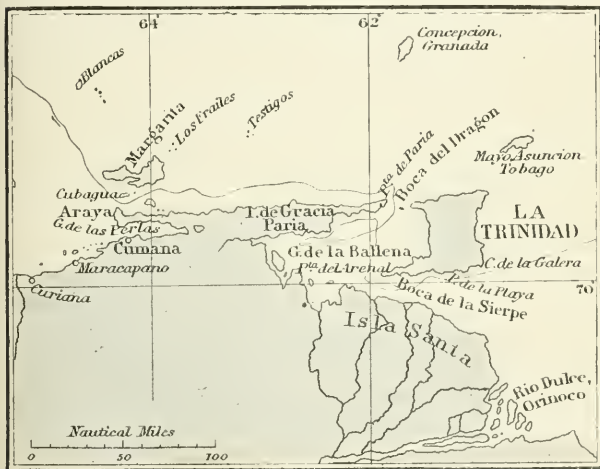 64°
62
Concepcion,
Granada
Blancas
Margarita
Los Frailes
Testigos
Pta. de Paria
Boca del Dragon
Mayo, Asuncion
Tobago
Cubagua
Araya
I. de Gracia
Paria
LA
TRINIDAD
G. de las Perlas
Cumana
G. de la Ballena
Maracapano
Pta. del Arenal
C. de la Galera
Curiana
P. de la Playa
Boca de la Sierpe
Isla Santa
Rio Dulce,
Orinoco
Nautical Miles
0 50 100